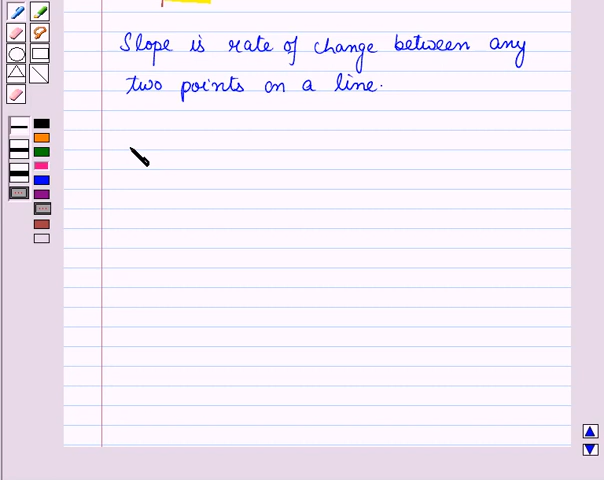 Slope is rate of change between any
two points on a line.